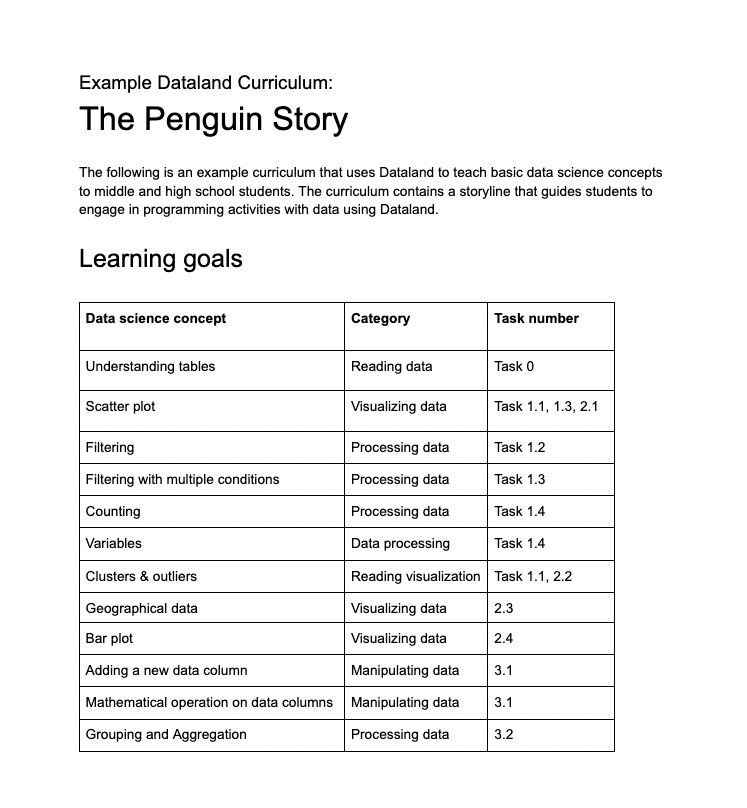 Example Dataland Curriculum:
The Penguin Story
The following is an example curriculum that uses Dataland to teach basic data science concepts
to middle and high school students. The curriculum contains a storyline that guides students to
engage in programming activities with data using Dataland.
Learning goals
Data science concept Category Task number
Understanding tables Reading data Task 0
Scatter plot Visualizing data Task 1.1, 1.3, 2.1
Filtering Processing data Task 1.2
Filtering with multiple conditions Processing data Task 1.3
Counting Processing data Task 1.4
Variables Data processing Task 1.4
Clusters & outliers Reading visualization Task 1.1, 2.2
Geographical data Visualizing data 2.3
Bar plot Visualizing data 2.4
Adding a new data column Manipulating data 3.1
Mathematical operation on data columns Manipulating data 3.1
Grouping and Aggregation Processing data 3.2